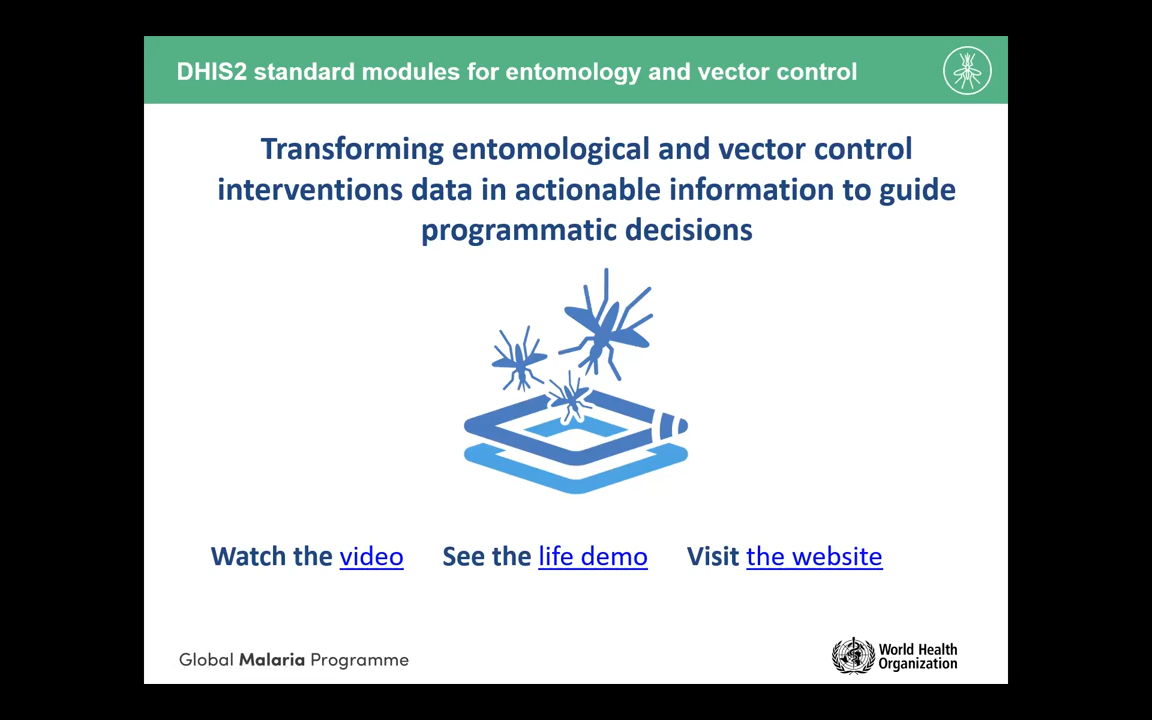 DHIS2 standard modules for entomology and vector control
Transforming entomological and vector control
interventions data in actionable information to guide
programmatic decisions
Watch the video See the life demo Visit the website
Global Malaria Programme
World Health
Organization